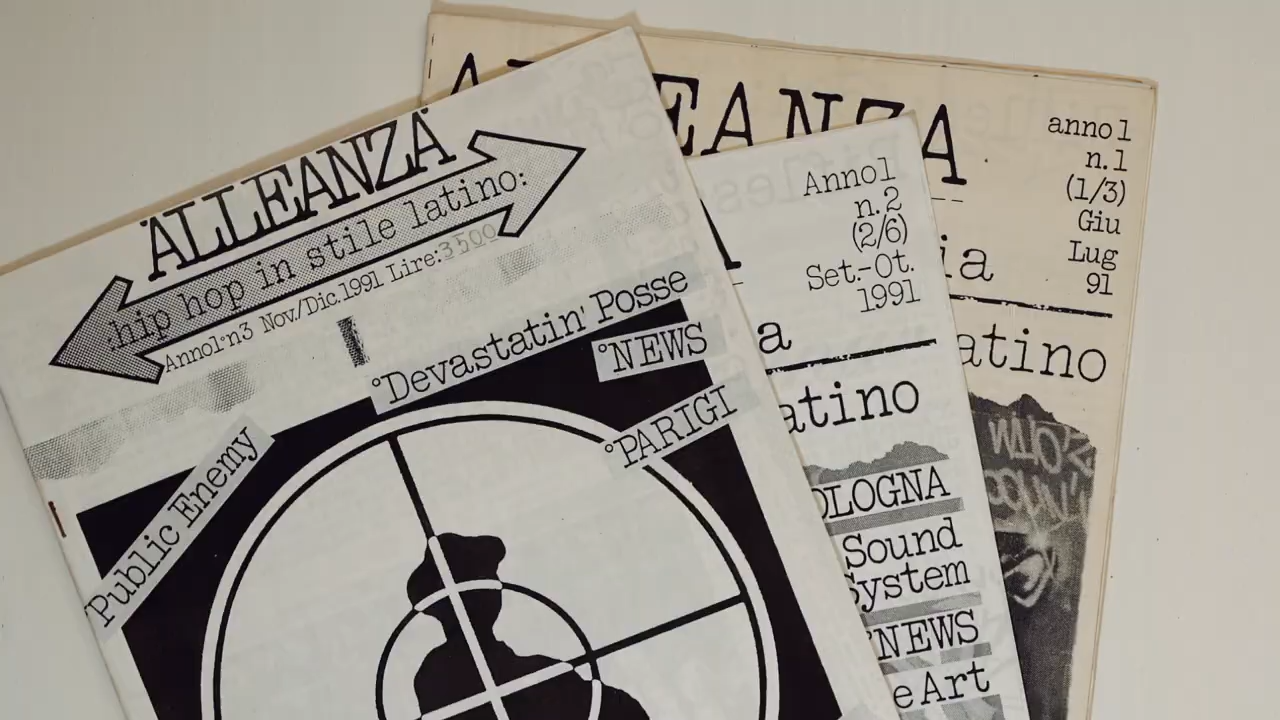 ALLEANZA
hip hop in stile latino:
Anno1°n3 Nov./Dic.1991 Lire:3500
°Devastatin' Posse
°NEWS
°PARIGI
°Public Enemy
Anno1
n.2
(2/6)
Set.-Ot.
1991
a
atino
OLOGNA
Sound
System
°NEWS
e Art
ALLEANZA
anno1
n.1
(1/3)
Giu
Lug
91
ia
atino